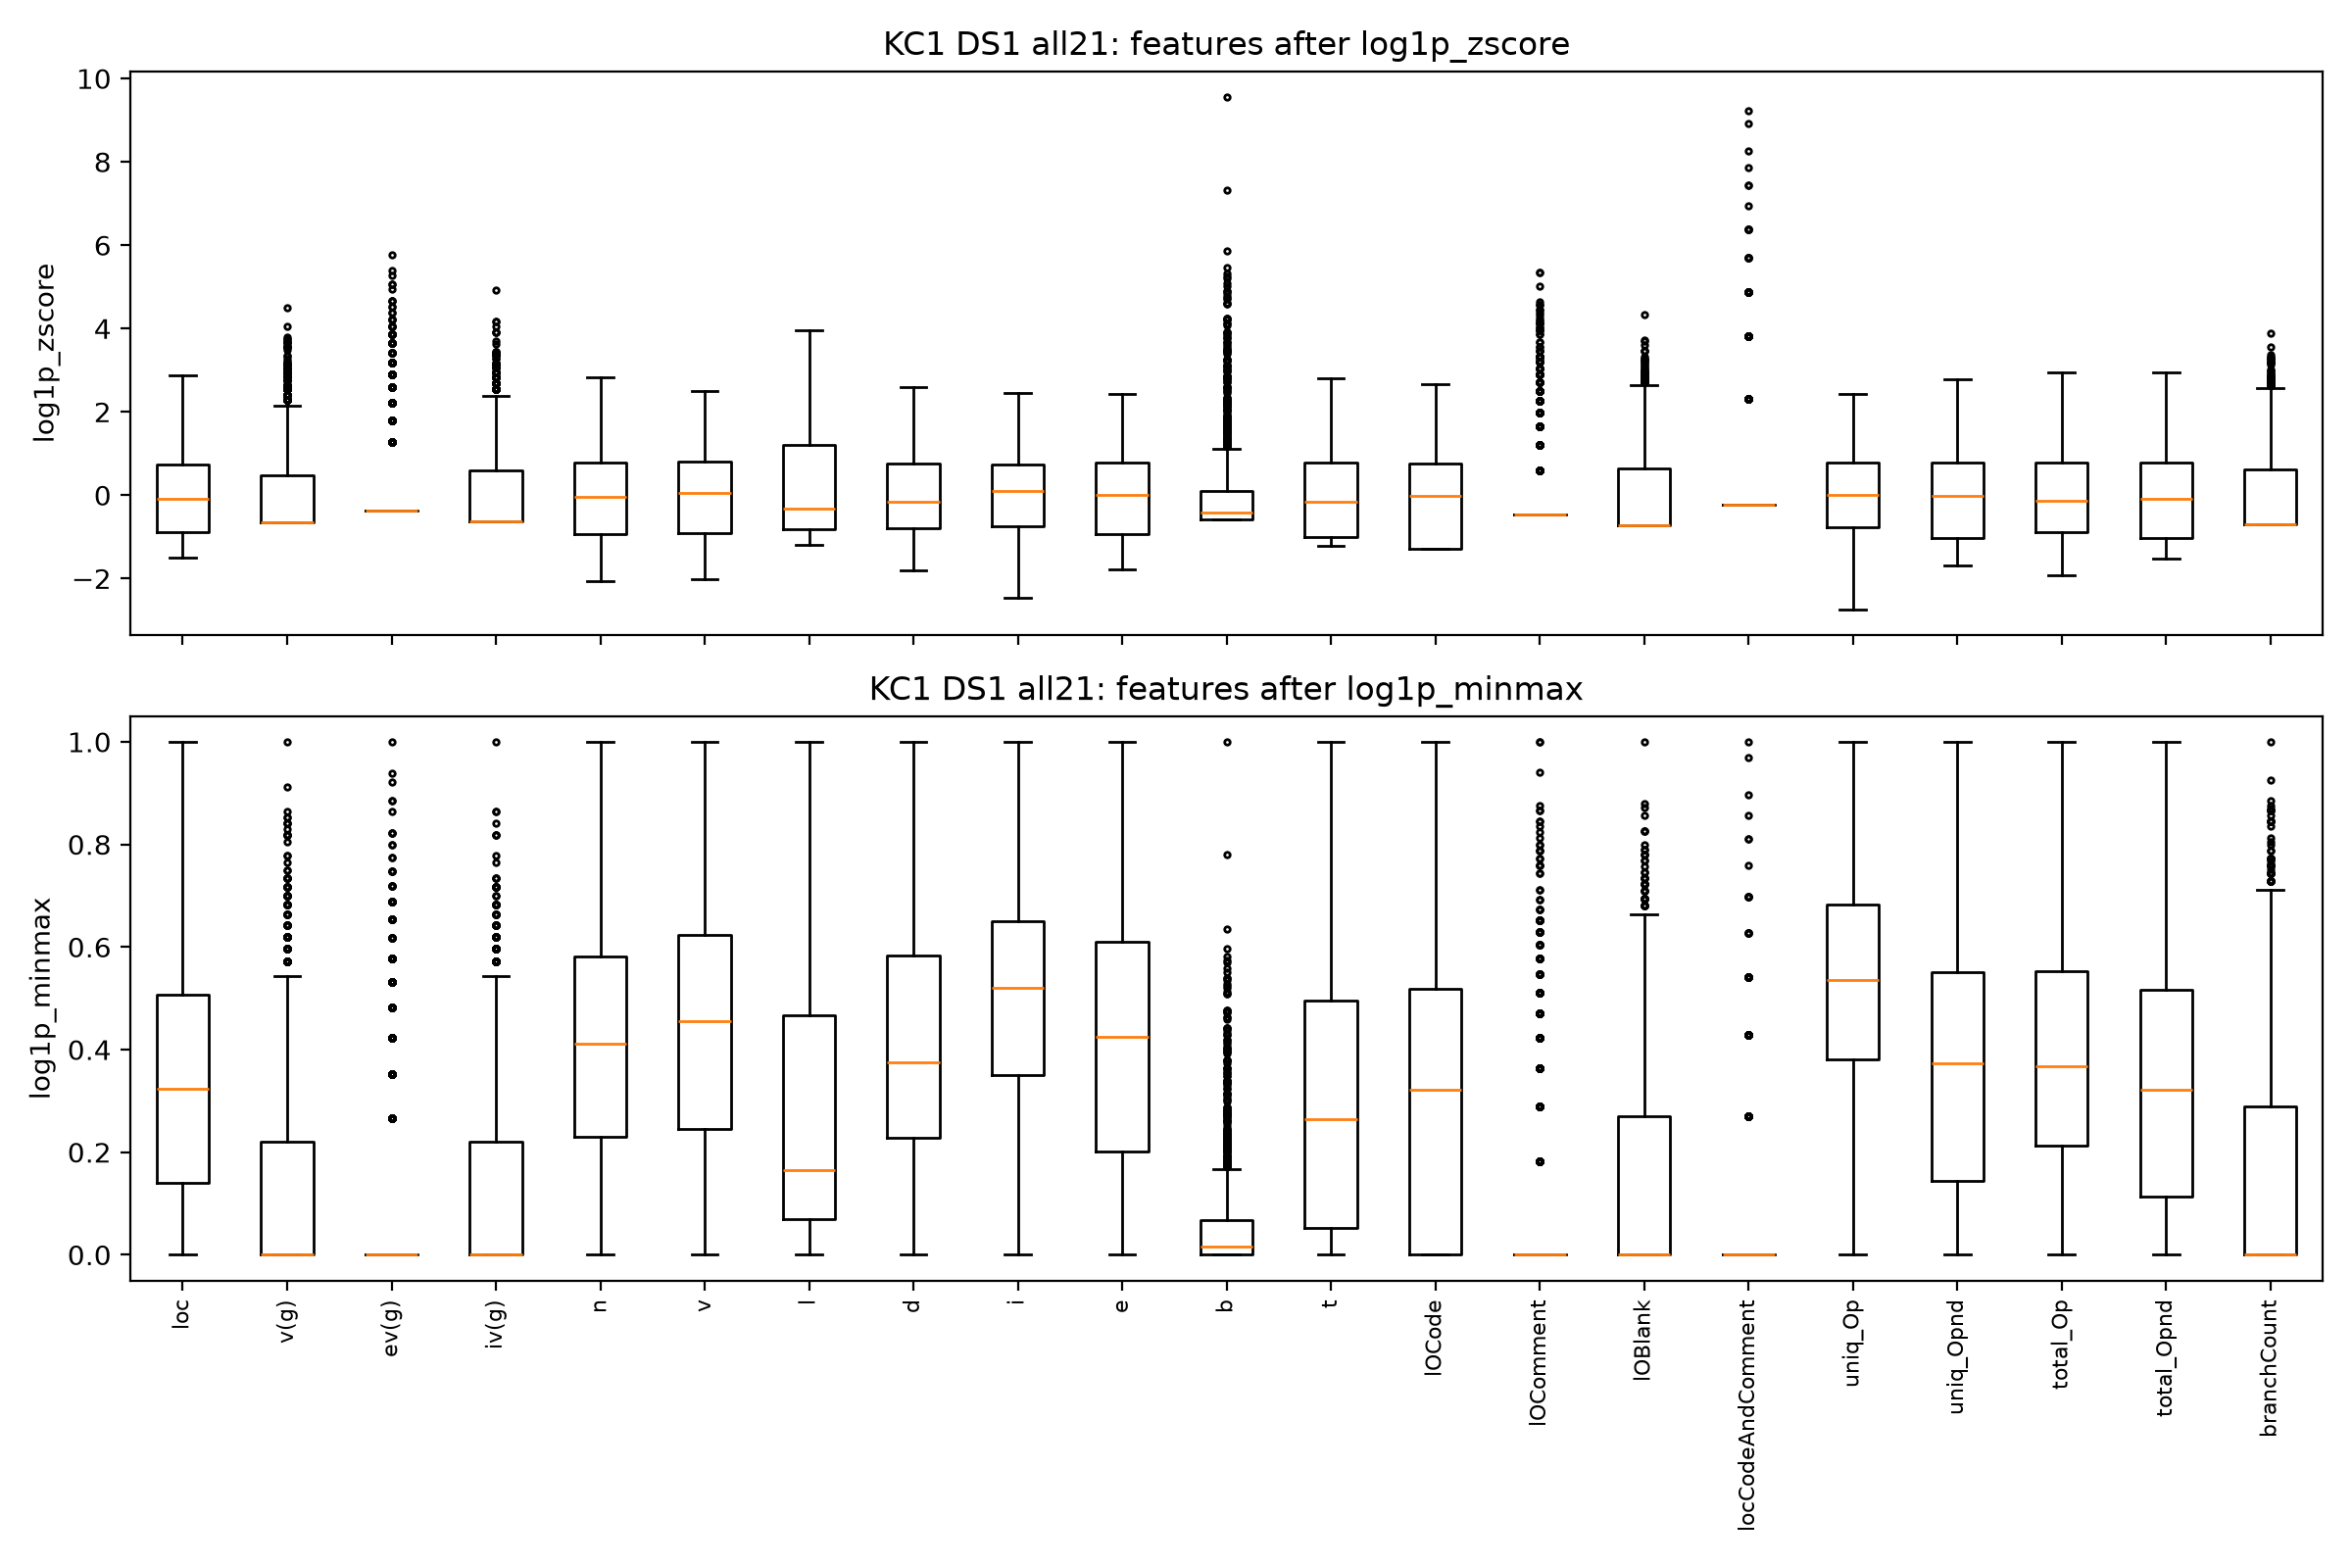 KC1 DS1 all21: features after log1p_zscore
log1p_zscore
10
8
6
4
2
0
−2
KC1 DS1 all21: features after log1p_minmax
log1p_minmax
1.0
0.8
0.6
0.4
0.2
0.0
loc
v(g)
ev(g)
iv(g)
n
v
l
d
i
e
b
t
lOCode
lOComment
lOBlank
locCodeAndComment
uniq_Op
uniq_Opnd
total_Op
total_Opnd
branchCount